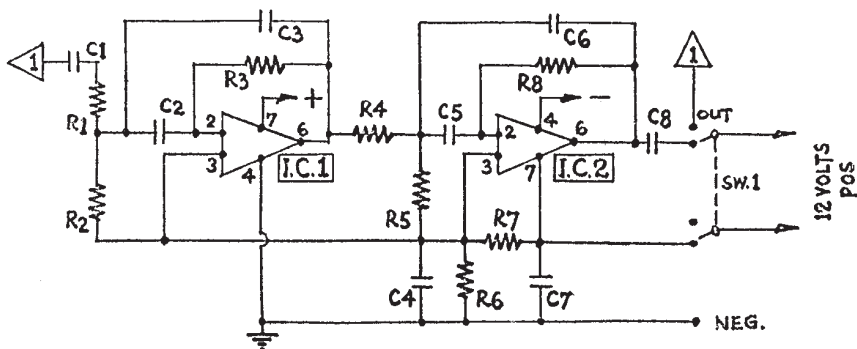 1
C1
R1
R2
C2
C3
R3
2
3
7
+
6
4
I.C.1
R4
R5
C4
C5
C6
R8
2
3
4
−
6
7
I.C.2
R6
R7
C7
C8
1
OUT
SW.1
12 VOLTS
POS
NEG.